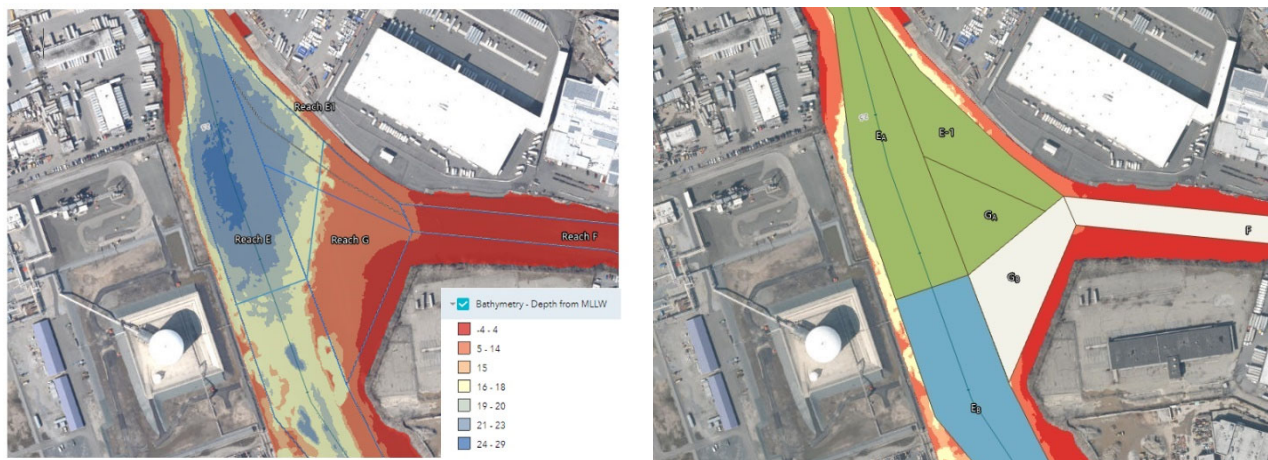 Reach E1
Reach E
Reach G
Reach F
Bathymetry - Depth from MLLW
-4 - 4
5 - 14
15
16 - 18
19 - 20
21 - 23
24 - 29
EA
E-1
GA
GB
F
EB